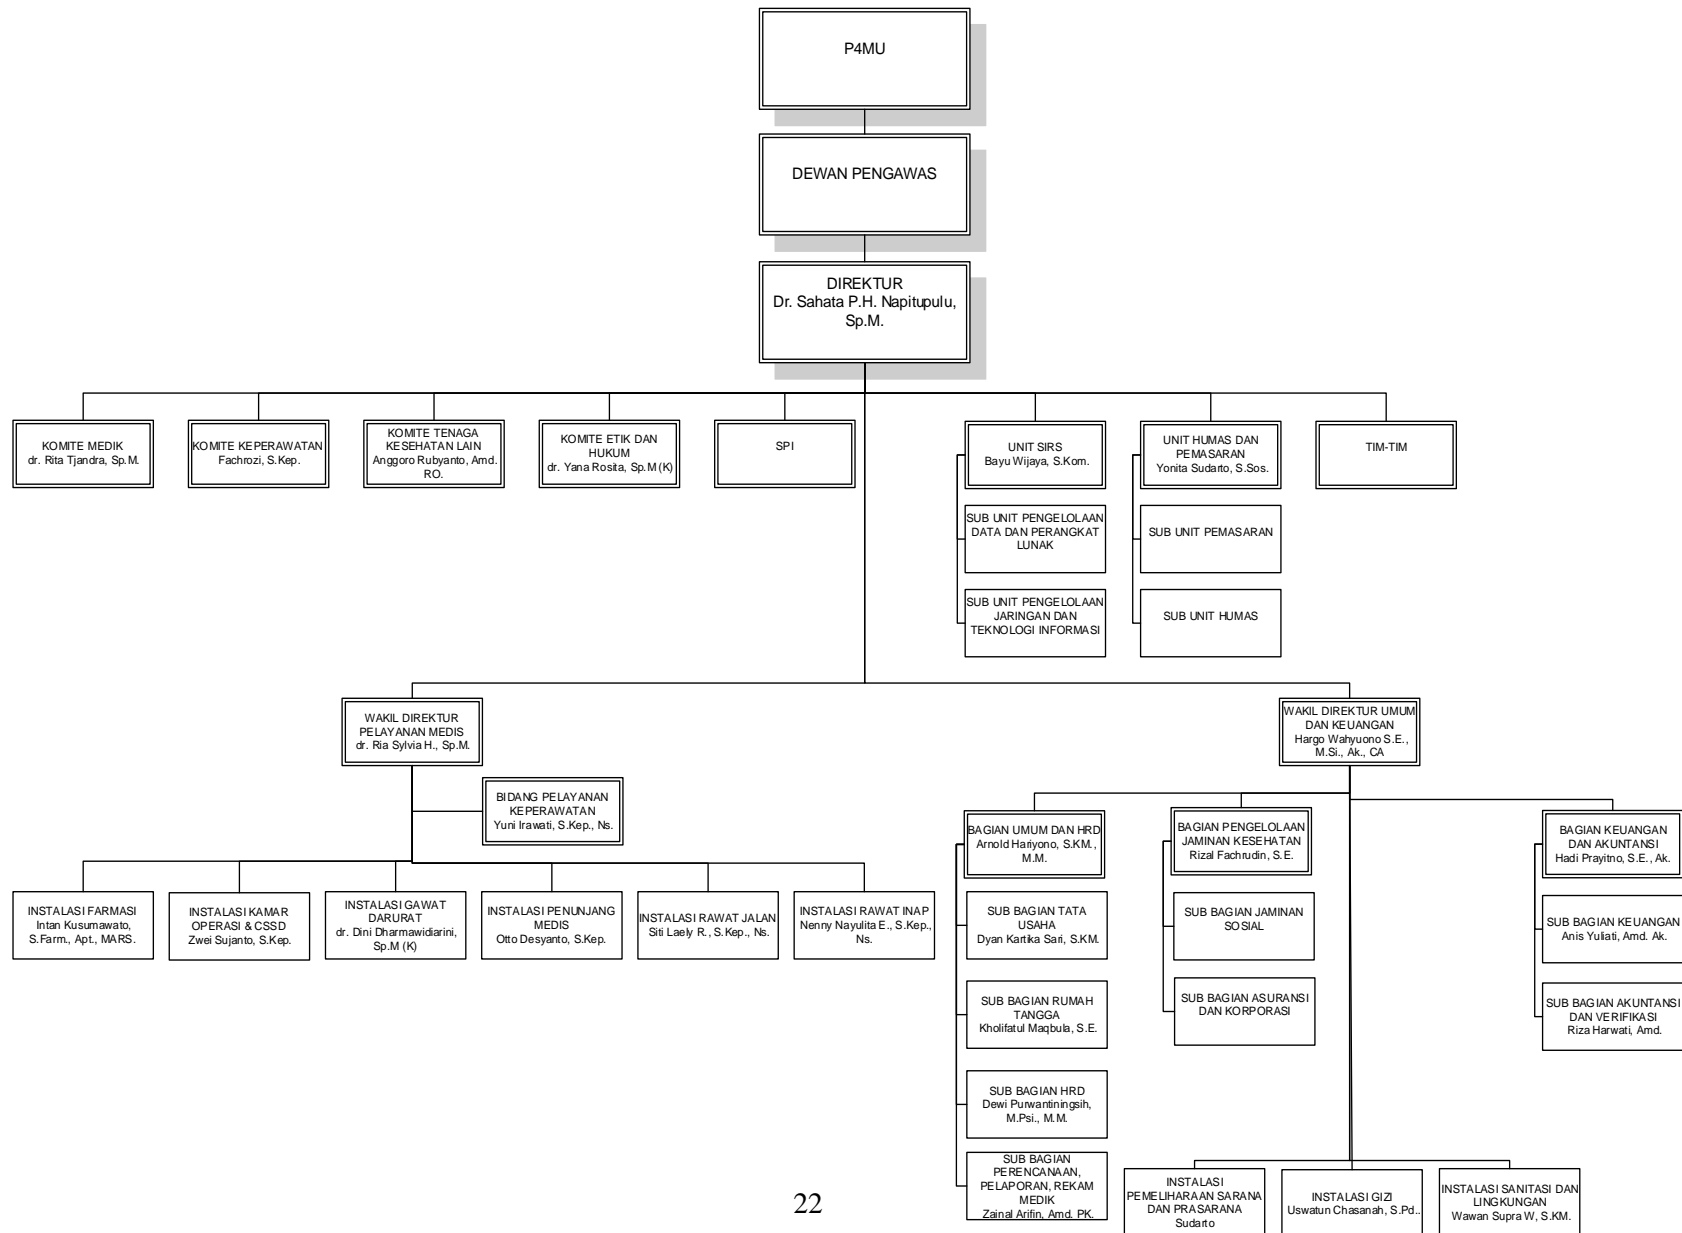 P4MU
DEWAN PENGAWAS
DIREKTUR
Dr. Sahata P.H. Napitupulu,
Sp.M.
KOMITE MEDIK
dr. Rita Tjandra, Sp.M.
KOMITE KEPERAWATAN
Fachrozi, S.Kep.
KOMITE TENAGA
KESEHATAN LAIN
Anggoro Rubyanto, Amd.
RO.
KOMITE ETIK DAN
HUKUM
dr. Yana Rosita, Sp.M (K)
SPI
UNIT SIRS
Bayu Wijaya, S.Kom.
UNIT HUMAS DAN
PEMASARAN
Yonita Sudarto, S.Sos.
TIM-TIM
SUB UNIT PENGELOLAAN
DATA DAN PERANGKAT
LUNAK
SUB UNIT PEMASARAN
SUB UNIT PENGELOLAAN
JARINGAN DAN
TEKNOLOGI INFORMASI
SUB UNIT HUMAS
WAKIL DIREKTUR
PELAYANAN MEDIS
dr. Ria Sylvia H., Sp.M.
WAKIL DIREKTUR UMUM
DAN KEUANGAN
Hargo Wahyuono S.E.,
M.Si., Ak., CA
BIDANG PELAYANAN
KEPERAWATAN
Yuni Irawati, S.Kep., Ns.
BAGIAN UMUM DAN HRD
Arnold Hariyono, S.KM.,
M.M.
BAGIAN PENGELOLAAN
JAMINAN KESEHATAN
Rizal Fachrudin, S.E.
BAGIAN KEUANGAN
DAN AKUNTANSI
Hadi Prayitno, S.E., Ak.
INSTALASI FARMASI
Intan Kusumawato,
S.Farm., Apt., MARS.
INSTALASI KAMAR
OPERASI & CSSD
Zwei Sujanto, S.Kep.
INSTALASI GAWAT
DARURAT
dr. Dini Dharmawidiarini,
Sp.M (K)
INSTALASI PENUNJANG
MEDIS
Otto Desyanto, S.Kep.
INSTALASI RAWAT JALAN
Siti Laely R., S.Kep., Ns.
INSTALASI RAWAT INAP
Nenny Nayulita E., S.Kep.,
Ns.
SUB BAGIAN TATA
USAHA
Dyan Kartika Sari, S.KM.
SUB BAGIAN JAMINAN
SOSIAL
SUB BAGIAN KEUANGAN
Anis Yuliati, Amd. Ak.
SUB BAGIAN RUMAH
TANGGA
Kholifatul Maqbula, S.E.
SUB BAGIAN ASURANSI
DAN KORPORASI
SUB BAGIAN AKUNTANSI
DAN VERIFIKASI
Riza Harwati, Amd.
SUB BAGIAN HRD
Dewi Purwantiningsih,
M.Psi., M.M.
SUB BAGIAN
PERENCANAAN,
PELAPORAN, REKAM
MEDIK
Zainal Arifin, Amd. PK.
INSTALASI
PEMELIHARAAN SARANA
DAN PRASARANA
Sudarto
INSTALASI GIZI
Uswatun Chasanah, S.Pd..
INSTALASI SANITASI DAN
LINGKUNGAN
Wawan Supra W, S.KM.
22